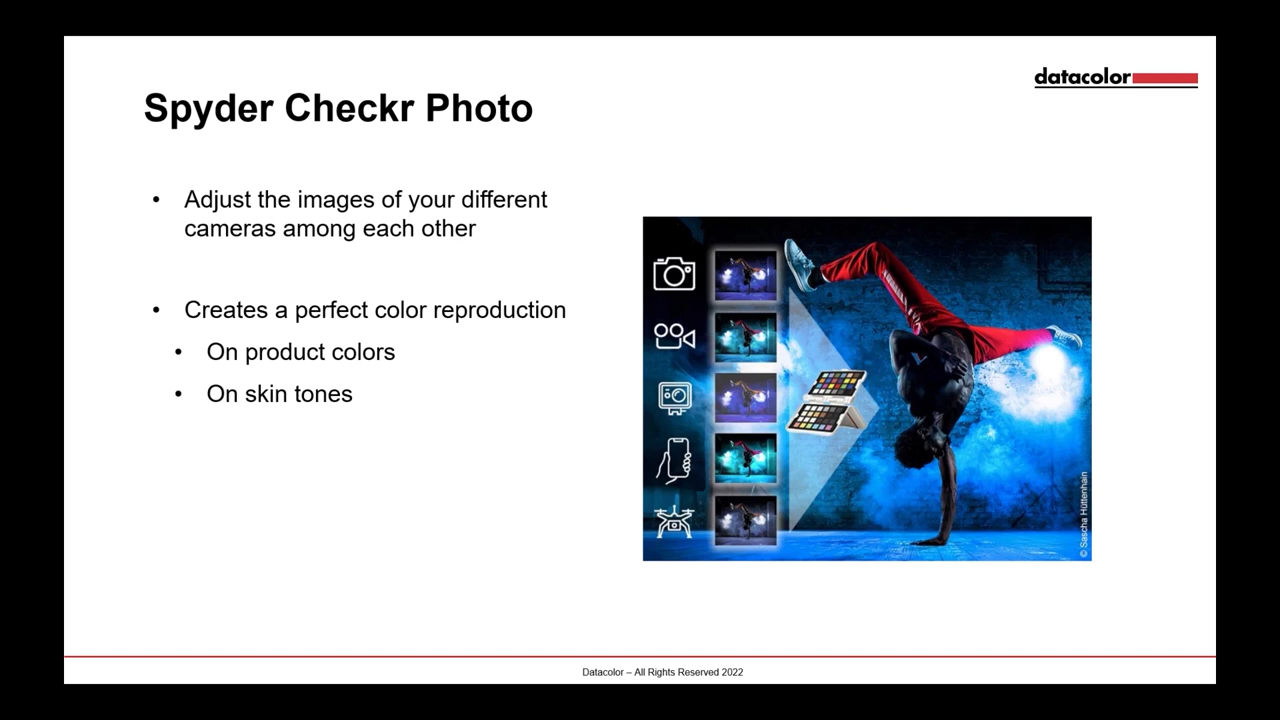 datacolor
Spyder Checkr Photo
• Adjust the images of your different
cameras among each other
• Creates a perfect color reproduction
• On product colors
• On skin tones
© Sascha Hüttenhain
Datacolor – All Rights Reserved 2022